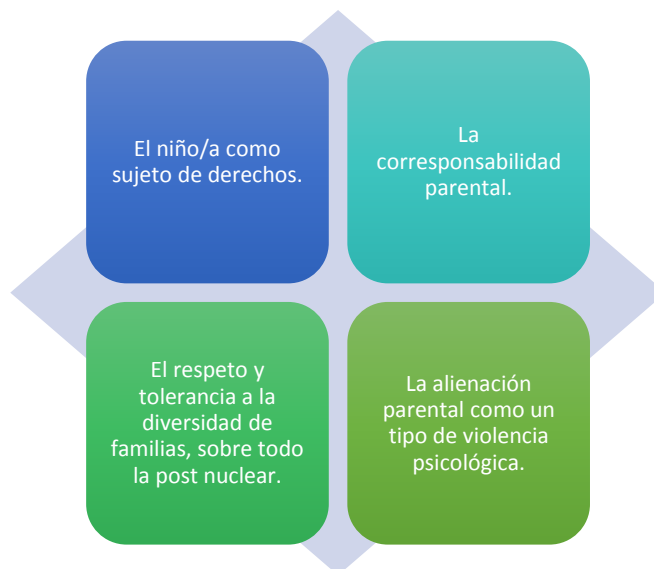 El niño/a como
sujeto de derechos.
La
corresponsabilidad
parental.
El respeto y
tolerancia a la
diversidad de
familias, sobre todo
la post nuclear.
La alienación
parental como un
tipo de violencia
psicológica.